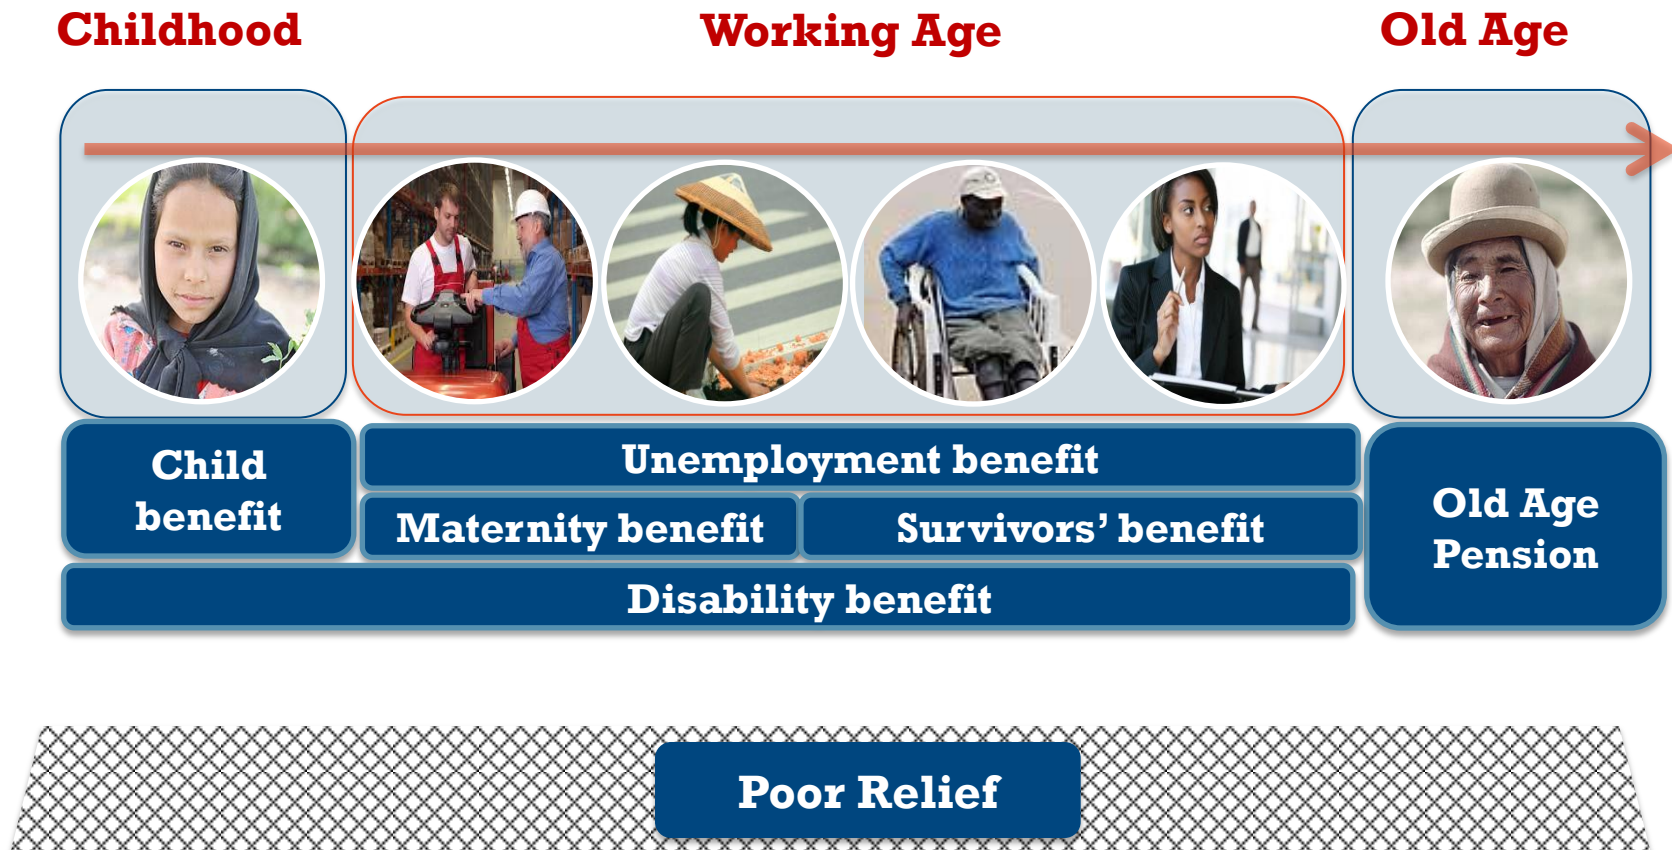 Childhood
Working Age
Old Age
Child
benefit
Unemployment benefit
Maternity benefit
Survivors’ benefit
Disability benefit
Old Age
Pension
Poor Relief